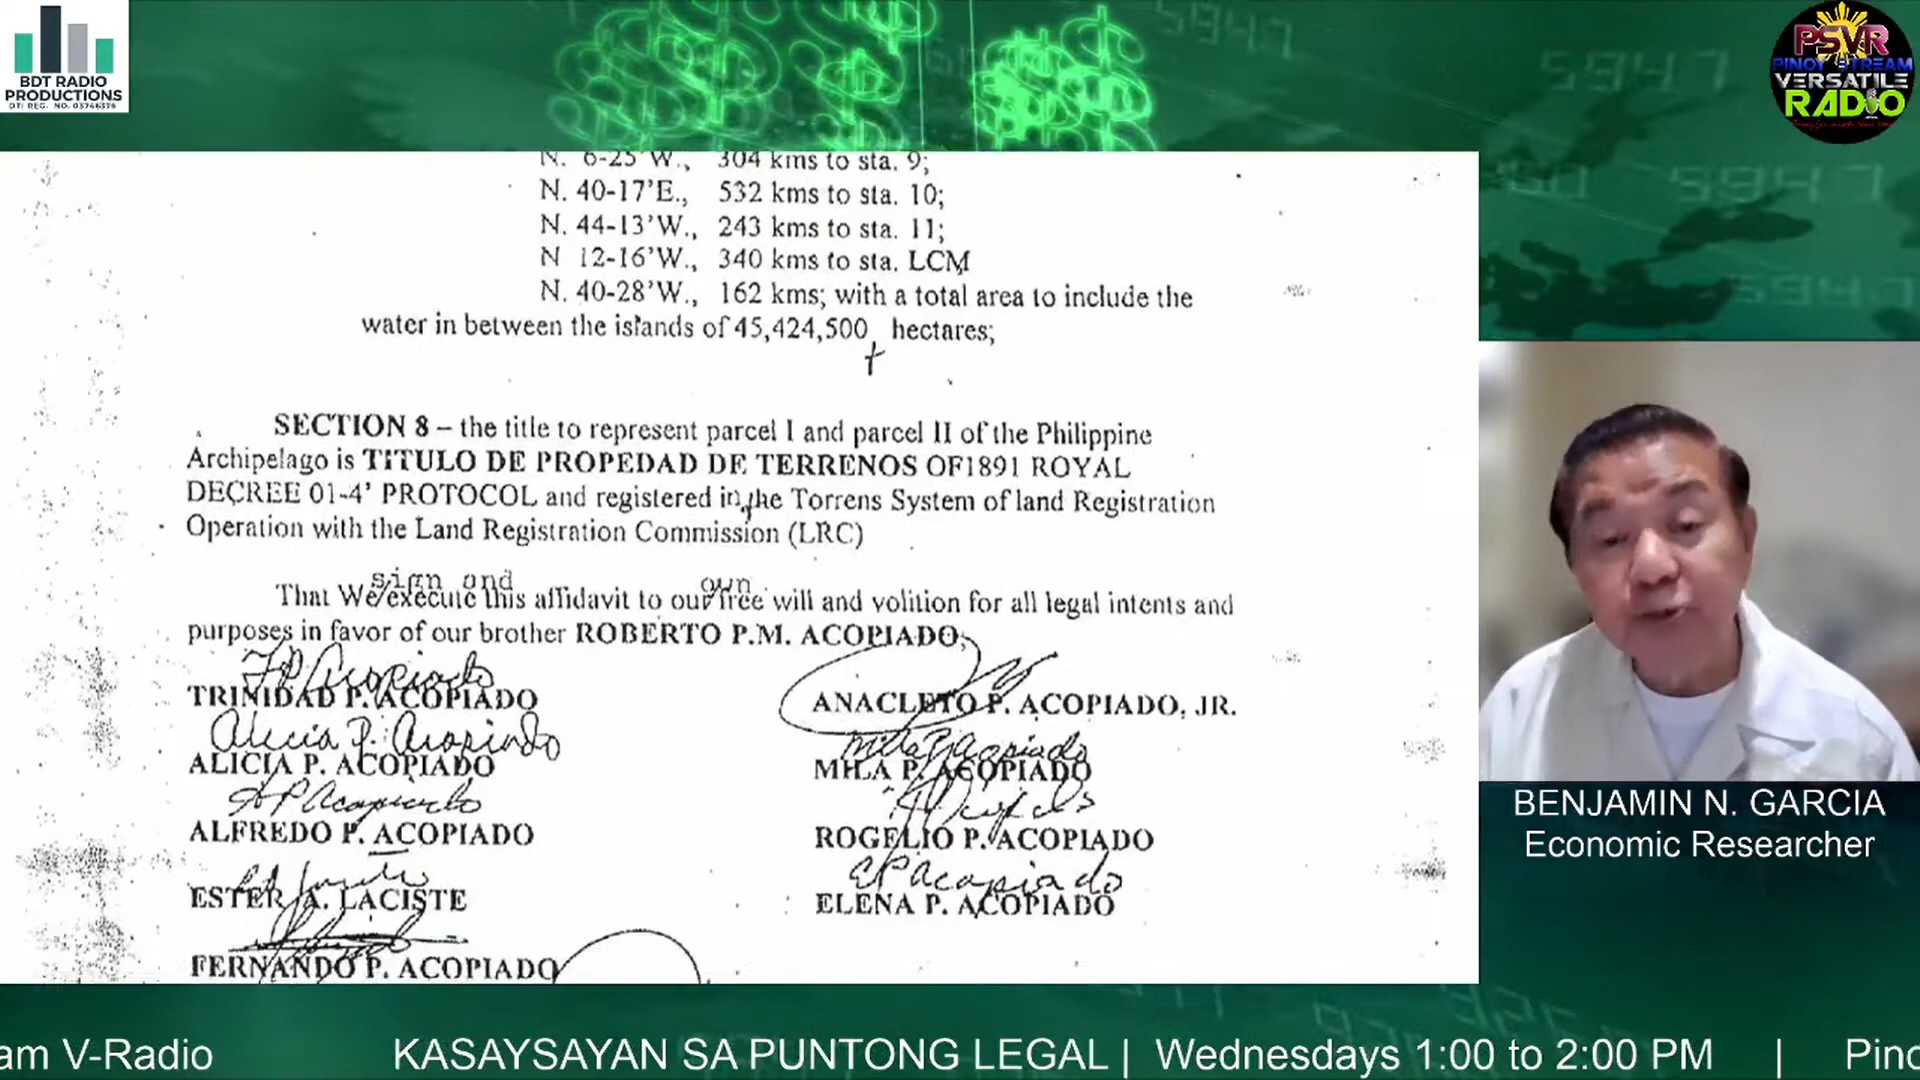 BDT RADIO
PRODUCTIONS
DTI REG. NO. 03746376
PSVR
PINOY STREAM
VERSATILE
RADIO
N. 6-25'W., 304 kms to sta. 9;
N. 40-17'E., 532 kms to sta. 10;
N. 44-13'W., 243 kms to sta. 11;
N 12-16'W., 340 kms to sta. LCM
N. 40-28'W., 162 kms; with a total area to include the
water in between the islands of 45,424,500 hectares;
SECTION 8 – the title to represent parcel I and parcel II of the Philippine
Archipelago is TITULO DE PROPEDAD DE TERRENOS OF1891 ROYAL
DECREE 01-4' PROTOCOL and registered in the Torrens System of land Registration
Operation with the Land Registration Commission (LRC)
sign and own
That We/execute this affidavit to our/free will and volition for all legal intents and
purposes in favor of our brother ROBERTO P.M. ACOPIADO;
TRINIDAD P. ACOPIADO ANACLETO P. ACOPIADO, JR.
Alicia P. Acopiado
ALICIA P. ACOPIADO MILA P. ACOPIADO
ALFREDO P. ACOPIADO ROGELIO P. ACOPIADO
EPAcopiado
ESTER A. LACISTE ELENA P. ACOPIADO
FERNANDO P. ACOPIADO
BENJAMIN N. GARCIA
Economic Researcher
am V-Radio KASAYSAYAN SA PUNTONG LEGAL | Wednesdays 1:00 to 2:00 PM | Pino